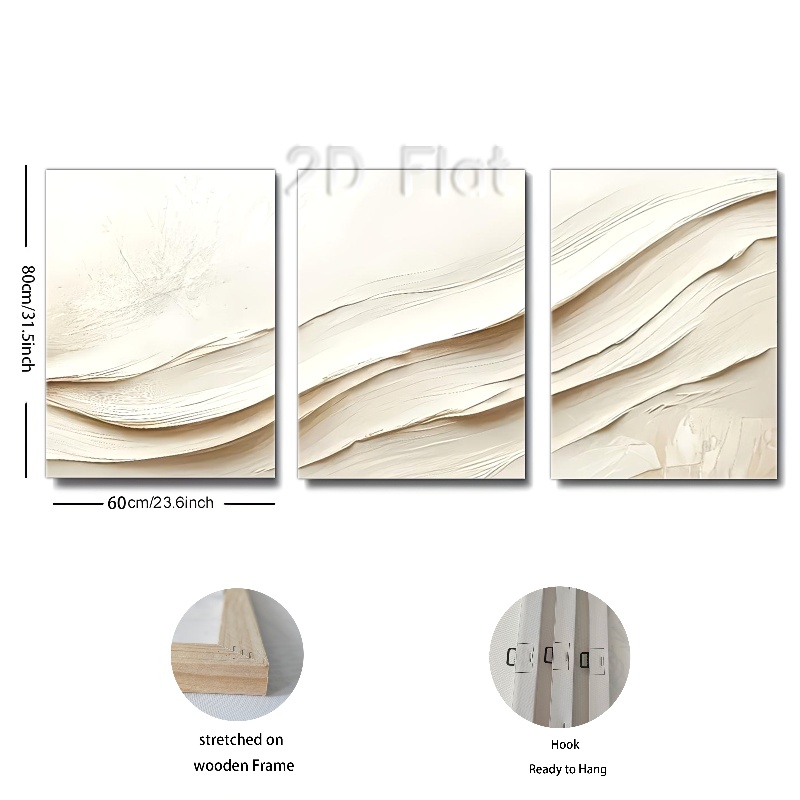 2D Flat
80cm/31.5inch
60cm/23.6inch
stretched on
wooden Frame
Hook
Ready to Hang